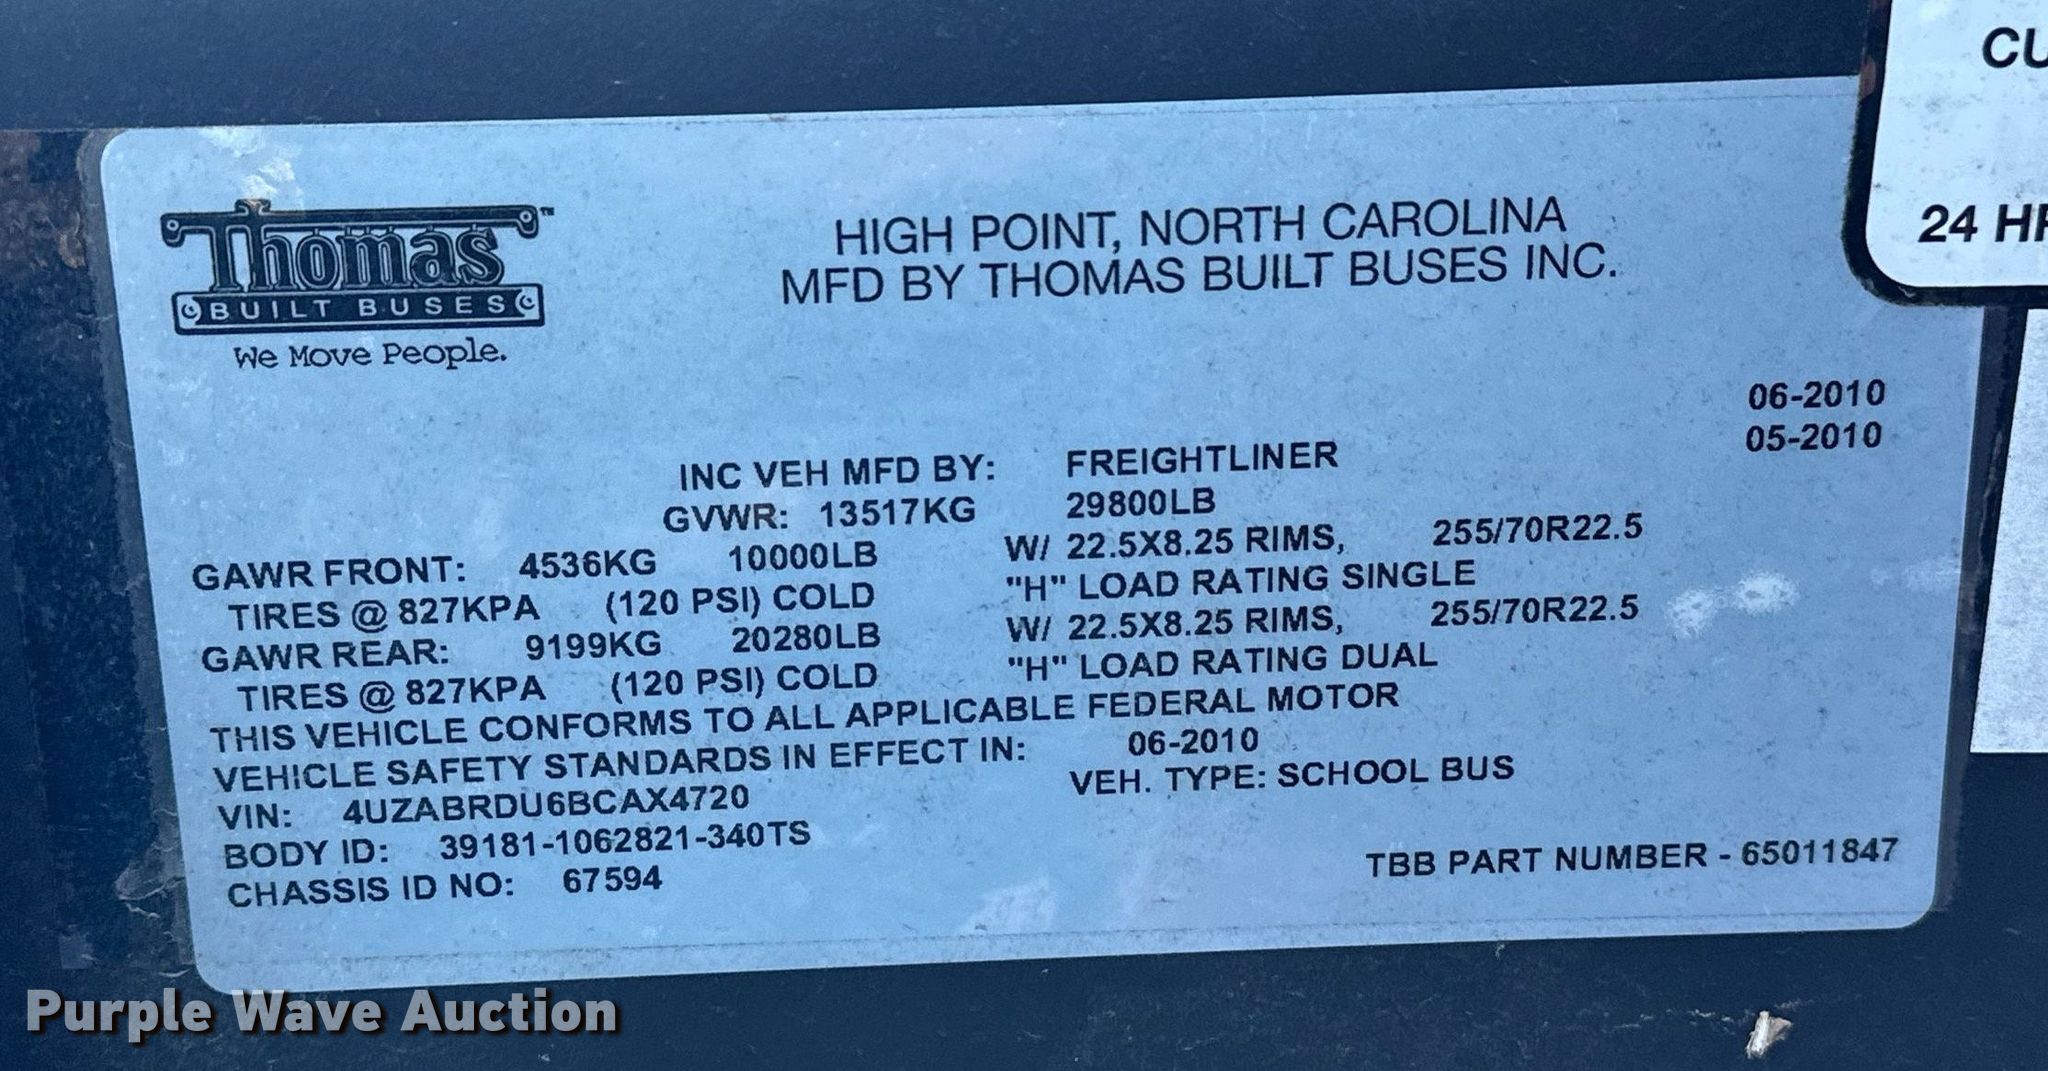 Thomas™
BUILT BUSES
We Move People.
HIGH POINT, NORTH CAROLINA
MFD BY THOMAS BUILT BUSES INC.
06-2010
INC VEH MFD BY: FREIGHTLINER 05-2010
GVWR: 13517KG 29800LB
GAWR FRONT: 4536KG 10000LB W/ 22.5X8.25 RIMS, 255/70R22.5
TIRES @ 827KPA (120 PSI) COLD "H" LOAD RATING SINGLE
GAWR REAR: 9199KG 20280LB W/ 22.5X8.25 RIMS, 255/70R22.5
TIRES @ 827KPA (120 PSI) COLD "H" LOAD RATING DUAL
THIS VEHICLE CONFORMS TO ALL APPLICABLE FEDERAL MOTOR
VEHICLE SAFETY STANDARDS IN EFFECT IN: 06-2010
VIN: 4UZABRDU6BCAX4720 VEH. TYPE: SCHOOL BUS
BODY ID: 39181-1062821-340TS
CHASSIS ID NO: 67594 TBB PART NUMBER - 65011847
CU
24 HR
Purple Wave Auction